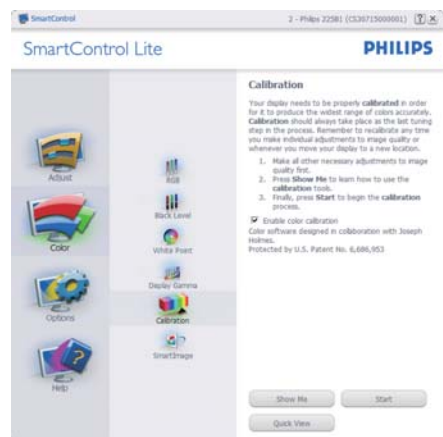 SmartControl
2 - Philips 225B1 (CS30715000001)
SmartControl Lite
PHILIPS
Adjust
Color
Options
Help
RGB
Black Level
White Point
Display Gamma
Calibration
SmartImage
Calibration
Your display needs to be properly calibrated in order
for it to produce the widest range of colors accurately.
Calibration should always take place as the last tuning
step in the process. Remember to recalibrate any time
you make individual adjustments to image quality or
whenever you move your display to a new location.
1. Make all other necessary adjustments to image
quality first.
2. Press Show Me to learn how to use the
calibration tools.
3. Finally, press Start to begin the calibration
process.
Enable color calibration
Color software designed in collaboration with Joseph
Holmes.
Protected by U.S. Patent No. 6,686,953
Show Me
Start
Quick View